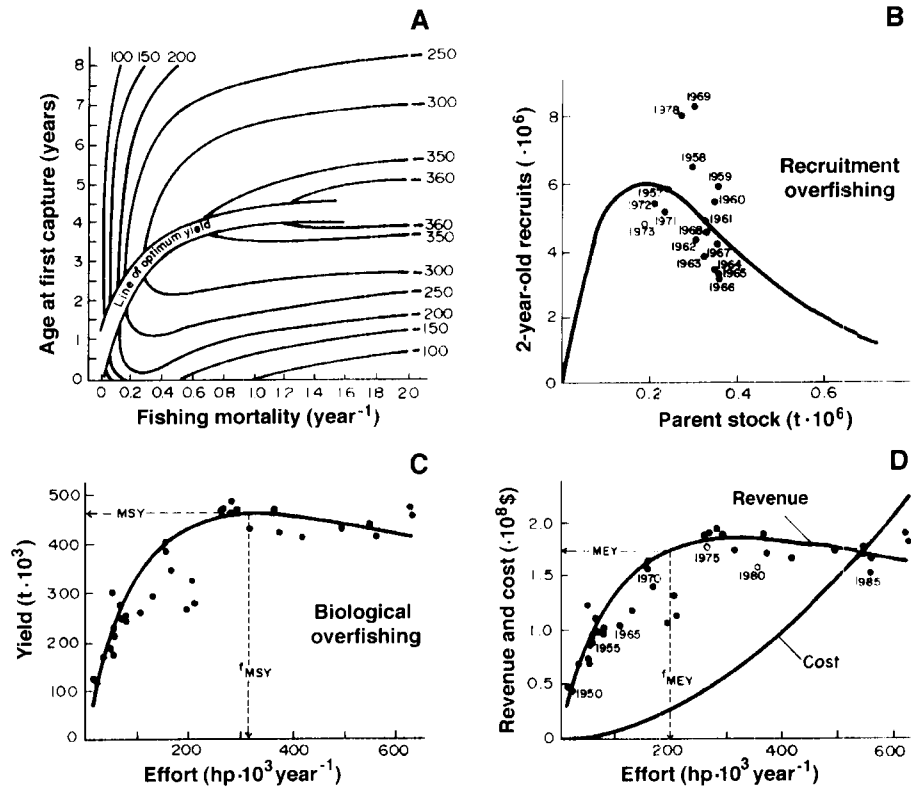 A
100 150 200
250
300
350
360
360
350
300
250
200
150
100
8
7
6
5
4
3
2
1
0
Age at first capture (years)
Line of optimum yield
0 0.2 0.4 0.6 0.8 1.0 1.2 1.4 1.6 1.8 2.0
Fishing mortality (year-1)
B
Recruitment
overfishing
8
6
4
2
0
2-year-old recruits (·10⁶)
1969
1978
1958
1959
1957
1960
1972
1971
1961
1973
1968
1962
1967
1963
1964
1965
1966
0.2 0.4 0.6
Parent stock (t·10⁶)
C
500
400
300
200
100
0
Yield (t·10³)
MSY
Biological
overfishing
fMSY
200 400 600
Effort (hp·10³ year-1)
D
2.0
1.5
1.0
0.5
0
Revenue and cost (·10⁸$)
Revenue
MEY
1975
1970
1980
1985
1965
1955
1950
Cost
fMEY
200 400 600
Effort (hp·10³ year-1)